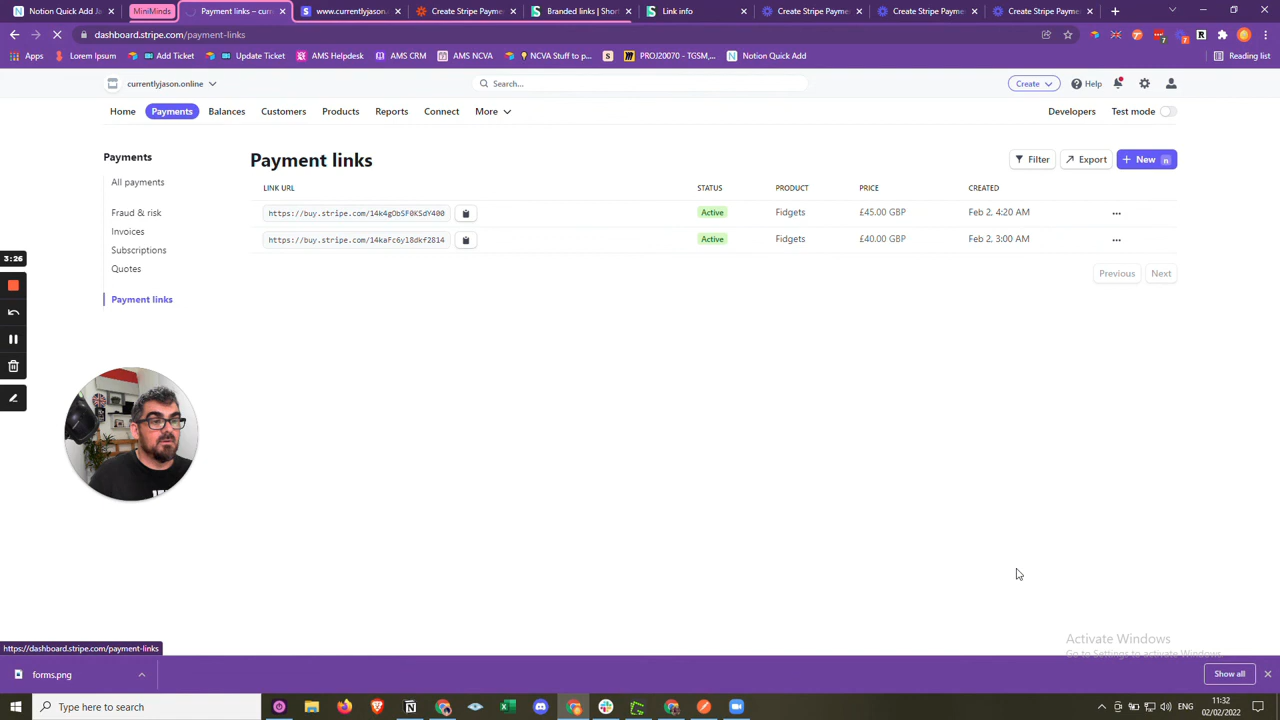 Notion Quick Add Ja
MiniMinds
Payment links – curr
www.currentlyjason.
Create Stripe Payme
Branded links | Shor
Link info
Create Stripe Payme
Create Stripe Payme
Create Stripe Payme
dashboard.stripe.com/payment-links
Apps
Lorem Ipsum
Add Ticket
Update Ticket
AMS Helpdesk
AMS CRM
AMS NCVA
NCVA Stuff to p...
PROJ20070 - TGSM,...
Notion Quick Add
Reading list
currentlyjason.online
Search...
Create
Help
Home
Payments
Balances
Customers
Products
Reports
Connect
More
Developers
Test mode
Payments
All payments
Fraud & risk
Invoices
Subscriptions
Quotes
Payment links
Payment links
Filter
Export
+ New n
LINK URL STATUS PRODUCT PRICE CREATED
https://buy.stripe.com/14k4gObSF0KSdY400 Active Fidgets £45.00 GBP Feb 2, 4:20 AM
https://buy.stripe.com/14kaFc6yl8dkf2814 Active Fidgets £40.00 GBP Feb 2, 3:00 AM
Previous
Next
3:26
Activate Windows
Go to Settings to activate Windows.
https://dashboard.stripe.com/payment-links
forms.png
Show all
Type here to search
ENG
11:32
02/02/2022